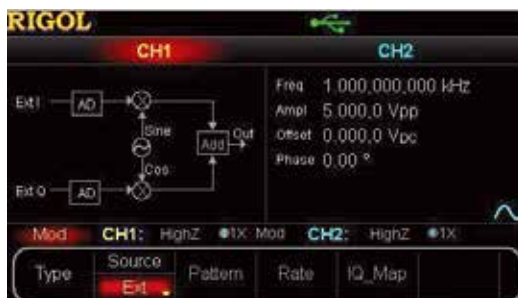 RIGOL
CH1 CH2
Freq 1.000,000,000 kHz
Ampl 5.000,0 Vpp
Offset 0.000,0 VDC
Phase 0.00 °
Ext I AD
Sine
Add Out
Cos
Ext Q AD
Mod CH1: HighZ 1X Mod CH2: HighZ 1X
Type Source Pattern Rate IQ_Map
Ext